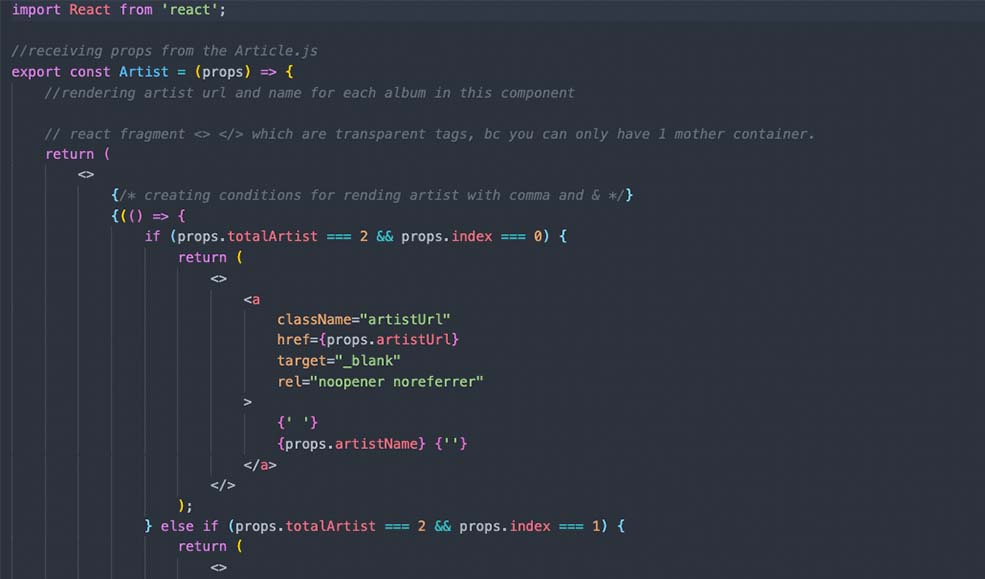 import React from 'react';
//receiving props from the Article.js
export const Artist = (props) => {
//rendering artist url and name for each album in this component
// react fragment <> </> which are transparent tags, bc you can only have 1 mother container.
return (
<>
{/* creating conditions for rending artist with comma and & */}
{(() => {
if (props.totalArtist === 2 && props.index === 0) {
return (
<>
<a
className="artistUrl"
href={props.artistUrl}
target="_blank"
rel="noopener noreferrer"
>
{' '}
{props.artistName} {''}
</a>
</>
);
} else if (props.totalArtist === 2 && props.index === 1) {
return (
<>